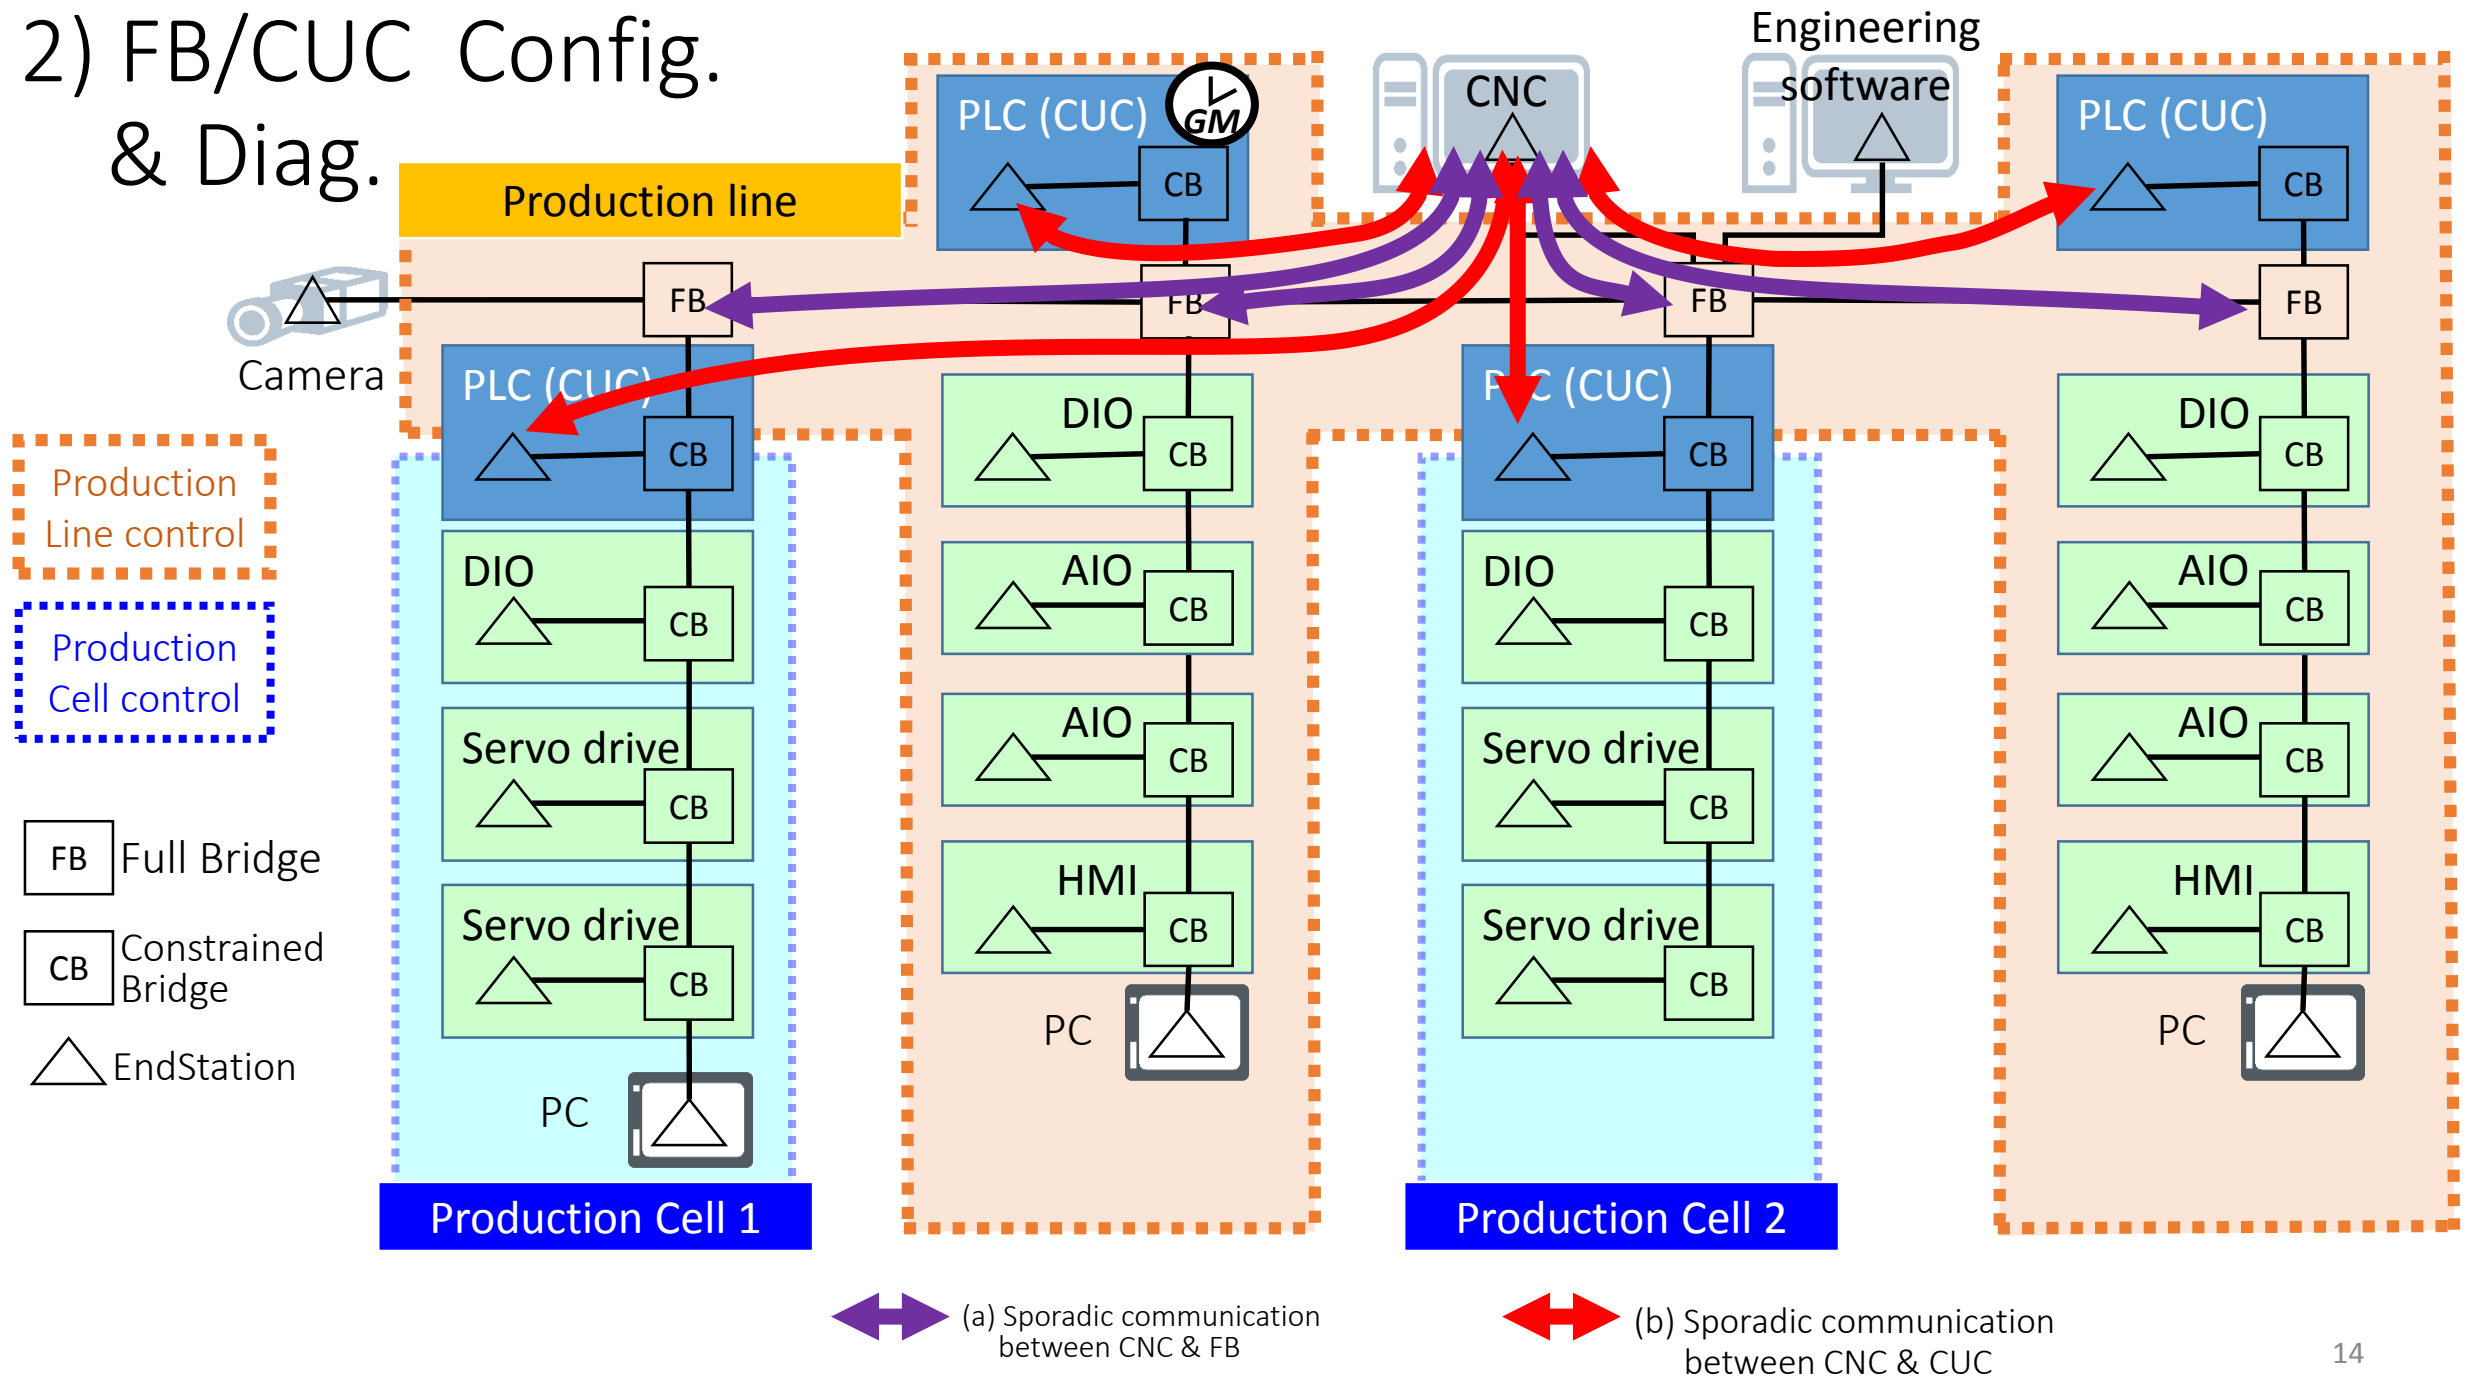 2) FB/CUC Config.
& Diag.
Production line
PLC (CUC)
GM
CB
CNC
Engineering
software
PLC (CUC)
CB
Camera
FB
FB
FB
FB
PLC (CUC)
CB
DIO
CB
PLC (CUC)
CB
DIO
CB
Production
Line control
Production
Cell control
DIO
CB
AIO
CB
DIO
CB
AIO
CB
Servo drive
CB
AIO
CB
Servo drive
CB
AIO
CB
Servo drive
CB
HMI
CB
Servo drive
CB
HMI
CB
FB
Full Bridge
CB
Constrained
Bridge
EndStation
PC
PC
PC
Production Cell 1
Production Cell 2
(a) Sporadic communication
between CNC & FB
(b) Sporadic communication
between CNC & CUC
14